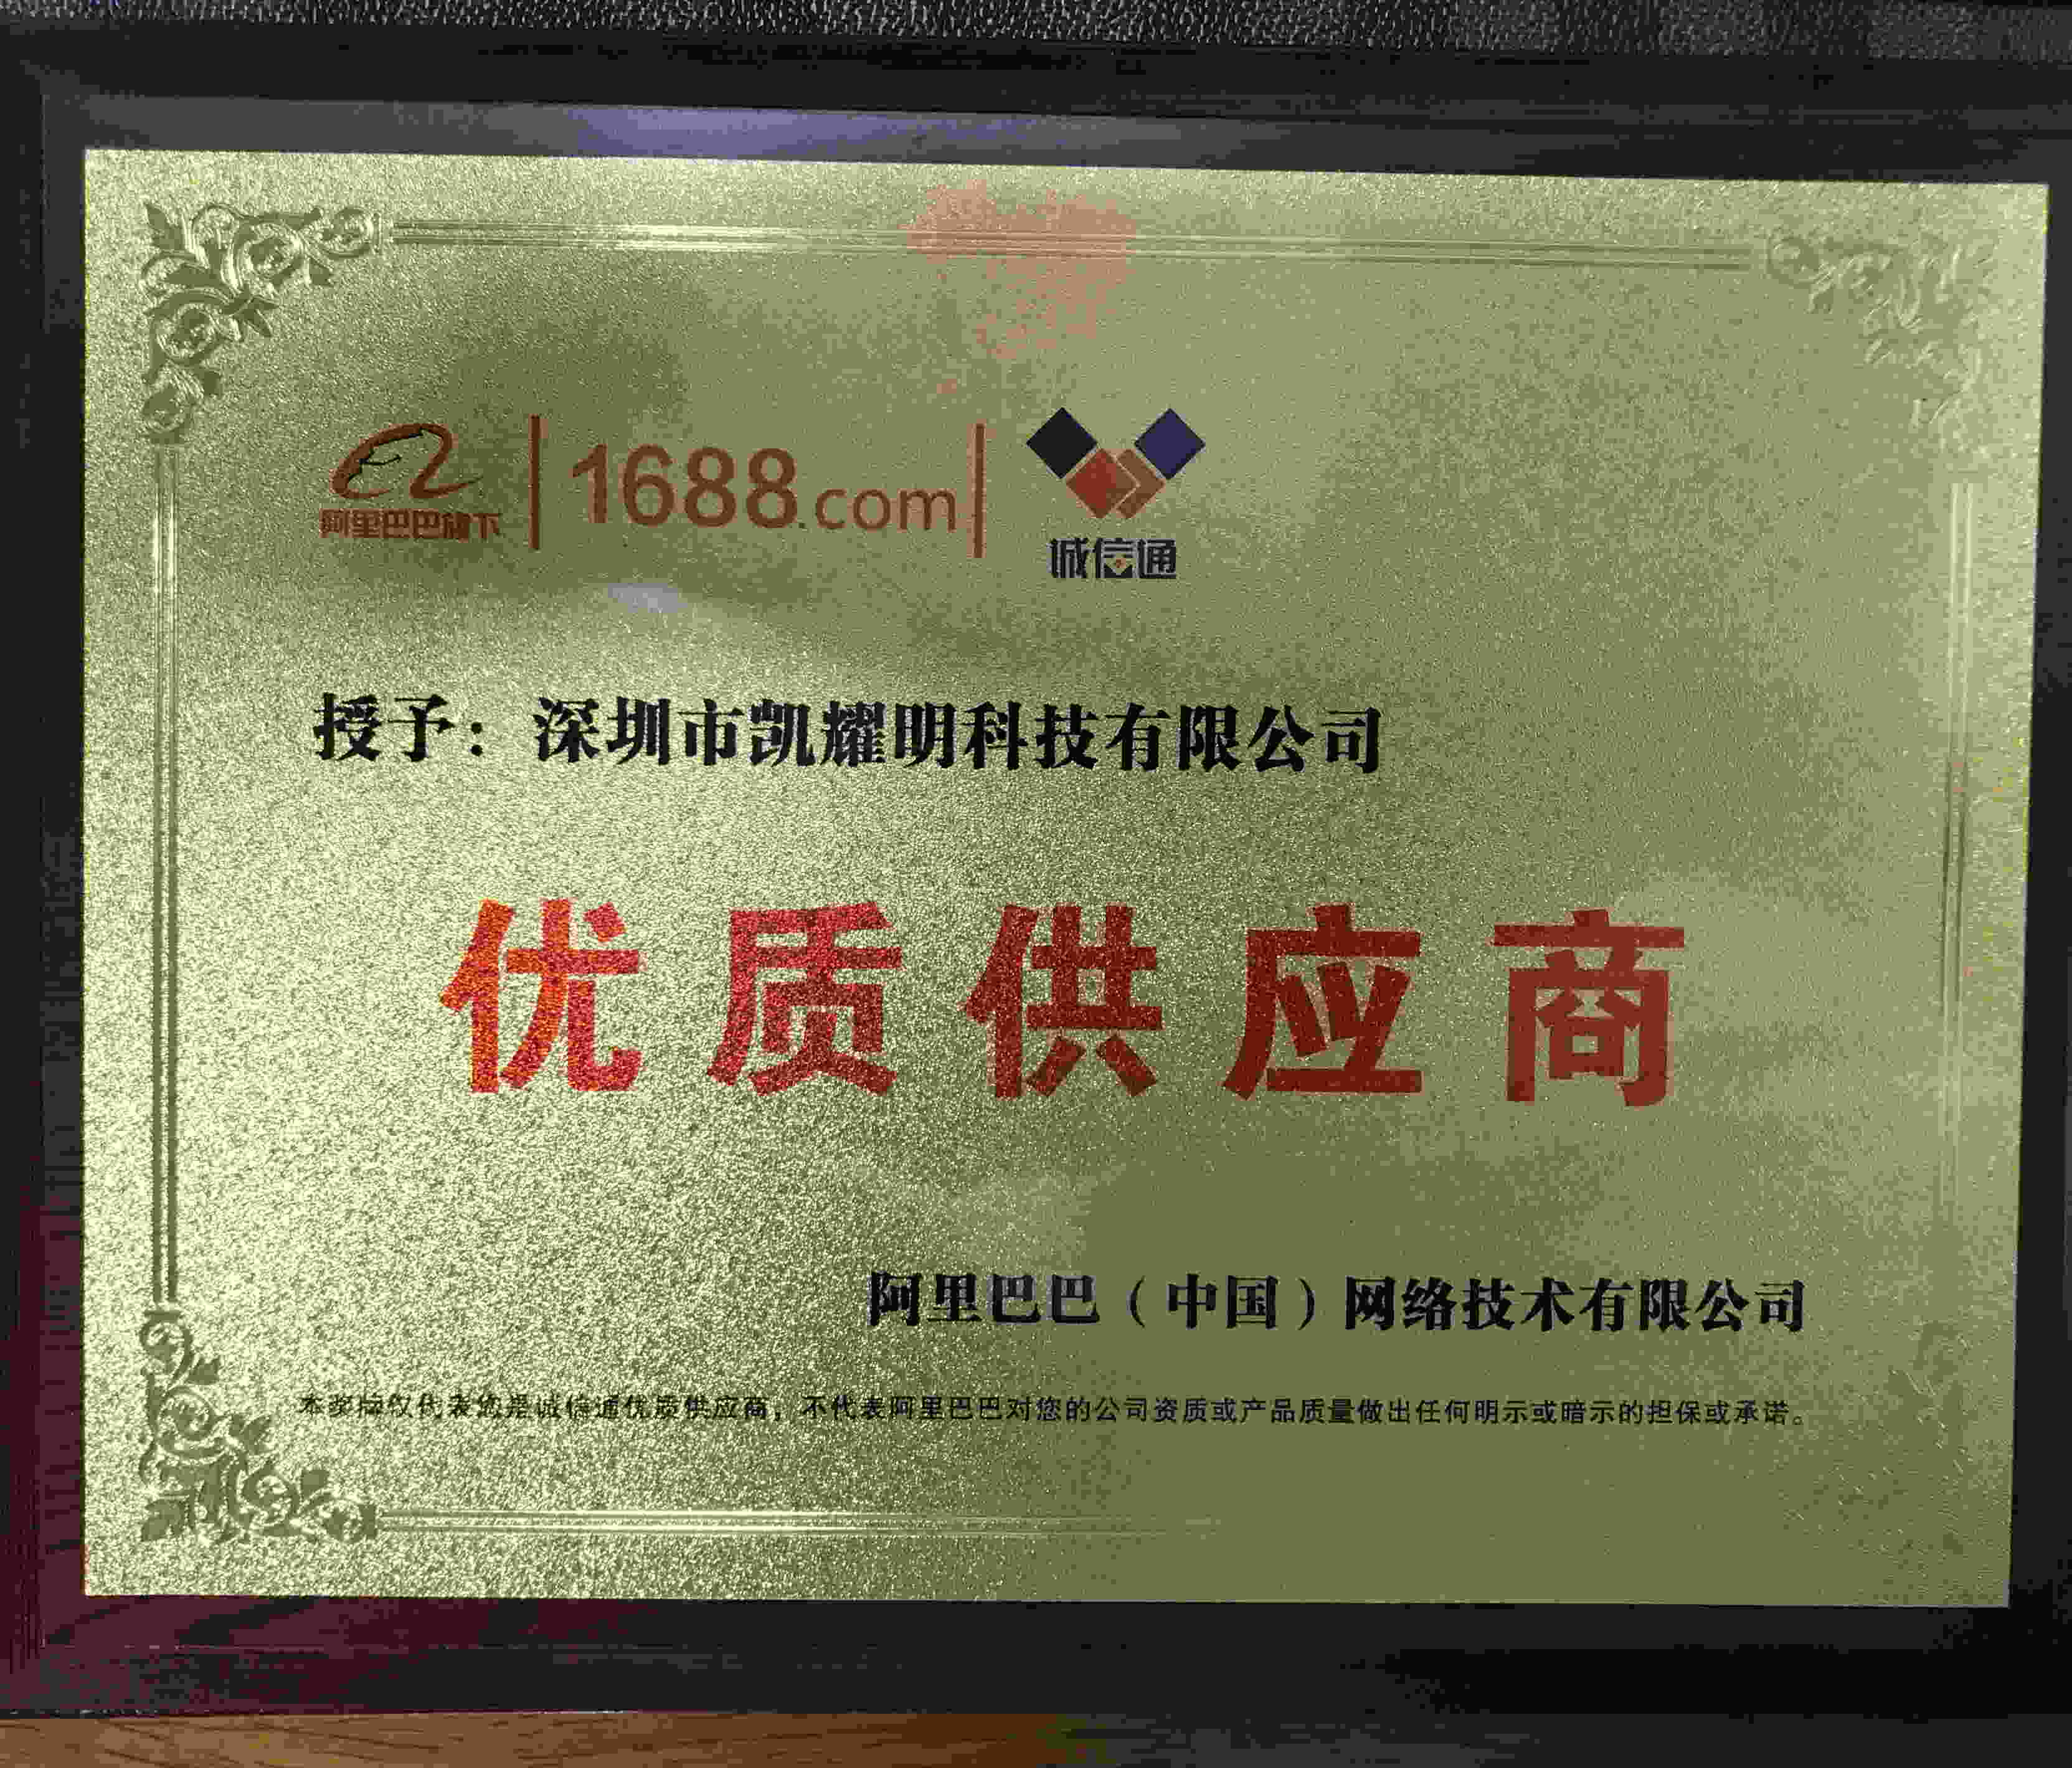 阿里巴巴旗下 1688.com 诚信通
授予：深圳市凯耀明科技有限公司
优质供应商
阿里巴巴（中国）网络技术有限公司
本奖牌仅代表您是诚信通优质供应商，不代表阿里巴巴对您的公司资质或产品质量做出任何明示或暗示的担保或承诺。